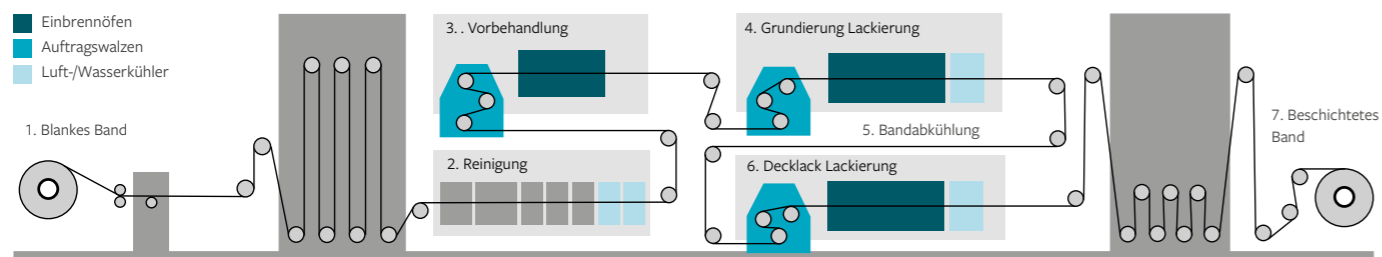 Einbrennöfen
Auftragswalzen
Luft-/Wasserkühler
1. Blankes Band
2. Reinigung
3. . Vorbehandlung
4. Grundierung Lackierung
5. Bandabkühlung
6. Decklack Lackierung
7. Beschichtetes
Band